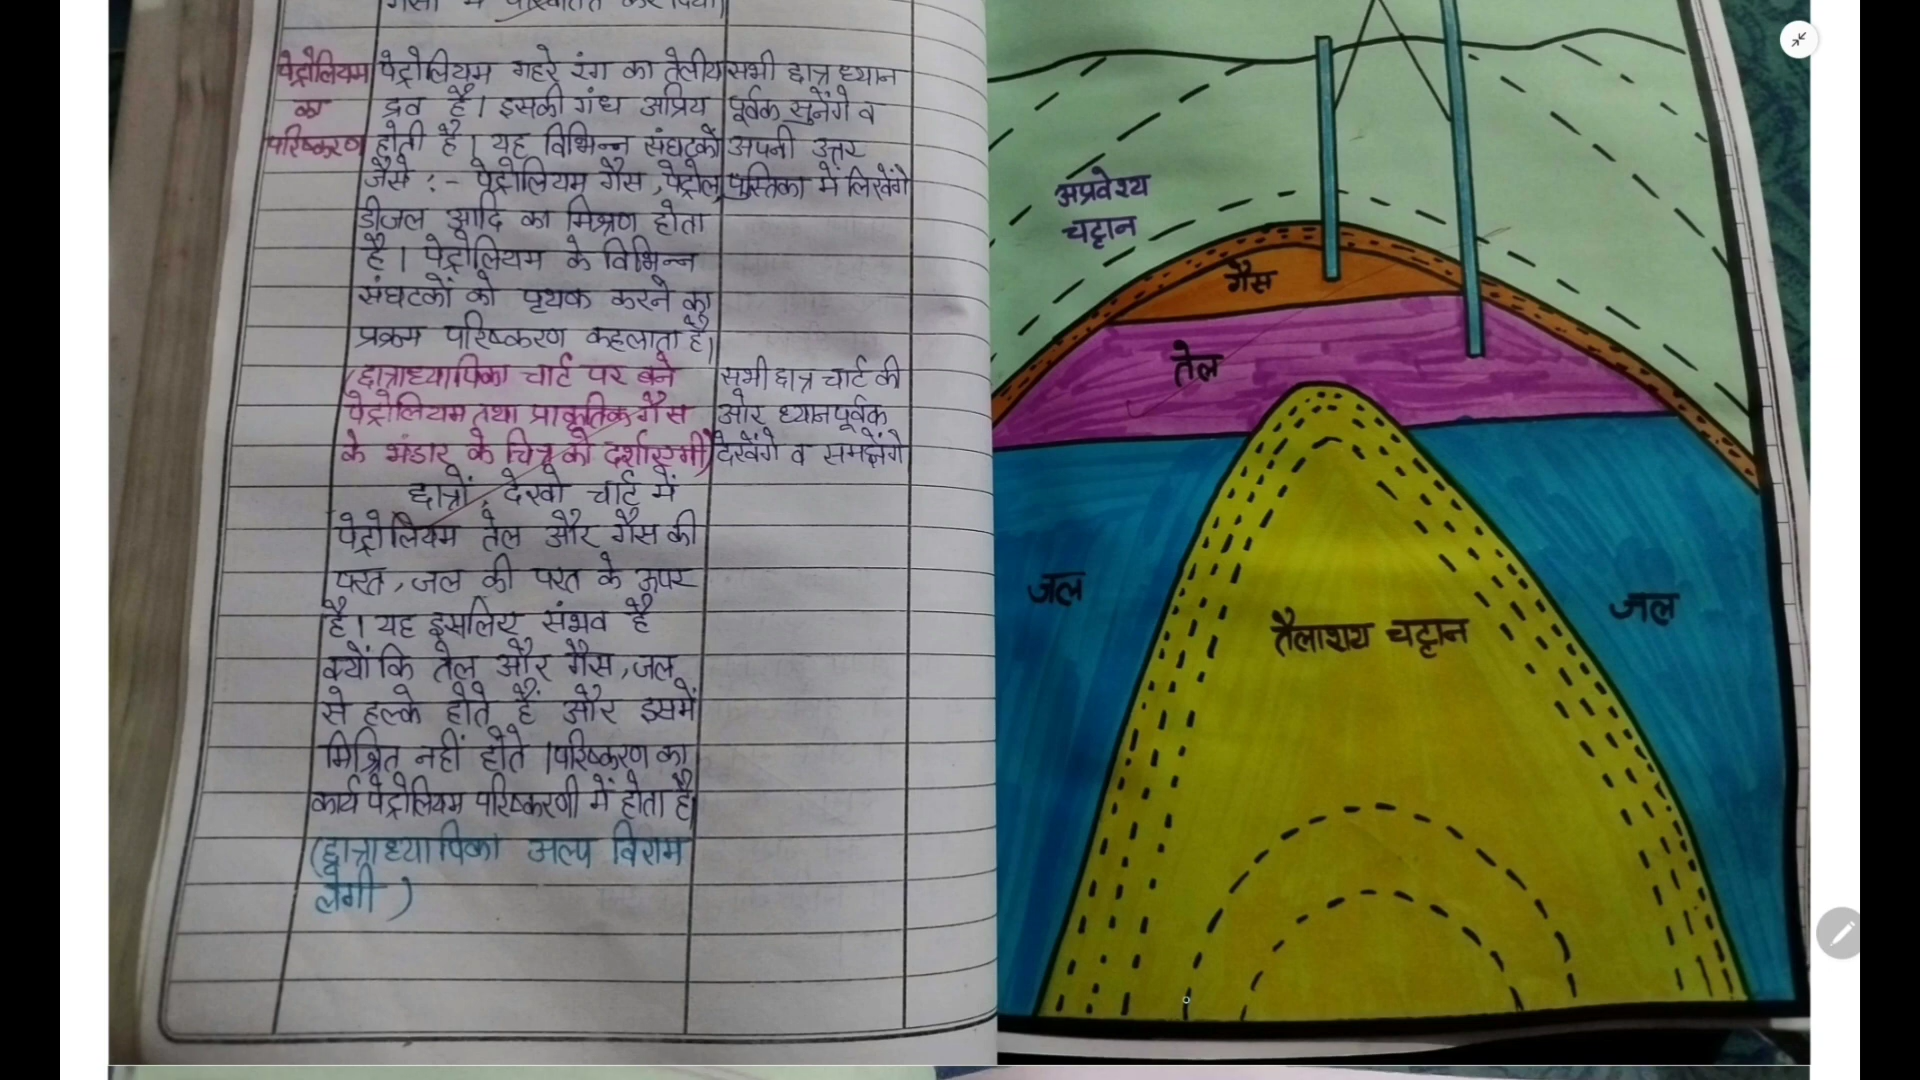 गैसों में परिवर्तित कर दिया।
पेट्रोलियम
का
परिष्करण
पेट्रोलियम गहरे रंग का तेलीय
द्रव है। इसकी गंध अप्रिय
होती है। यह विभिन्न संघटकों
जैसे :- पेट्रोलियम गैस, पेट्रोल,
डीजल आदि का मिश्रण होता
है। पेट्रोलियम के विभिन्न
संघटकों को पृथक करने का
प्रक्रम परिष्करण कहलाता है।
(छात्राध्यापिका चार्ट पर बने
पेट्रोलियम तथा प्राकृतिक गैस
के भंडार के चित्र को दर्शाएगी)
छात्रों, देखो चार्ट में
पेट्रोलियम तेल और गैस की
परत, जल की परत के ऊपर
है। यह इसलिए संभव है
क्योंकि तेल और गैस, जल
से हल्के होते हैं और इसमें
मिश्रित नहीं होते। परिष्करण का
कार्य पेट्रोलियम परिष्करणी में होता है।
(छात्राध्यापिका अल्प विराम
लेगी)
सभी छात्र ध्यान
पूर्वक सुनेंगे व
अपनी उत्तर
पुस्तिका में लिखेंगे
सभी छात्र चार्ट की
ओर ध्यानपूर्वक
देखेंगे व समझेंगे
अप्रवेश्य
चट्टान
गैस
तेल
जल
जल
तैलाशय चट्टान